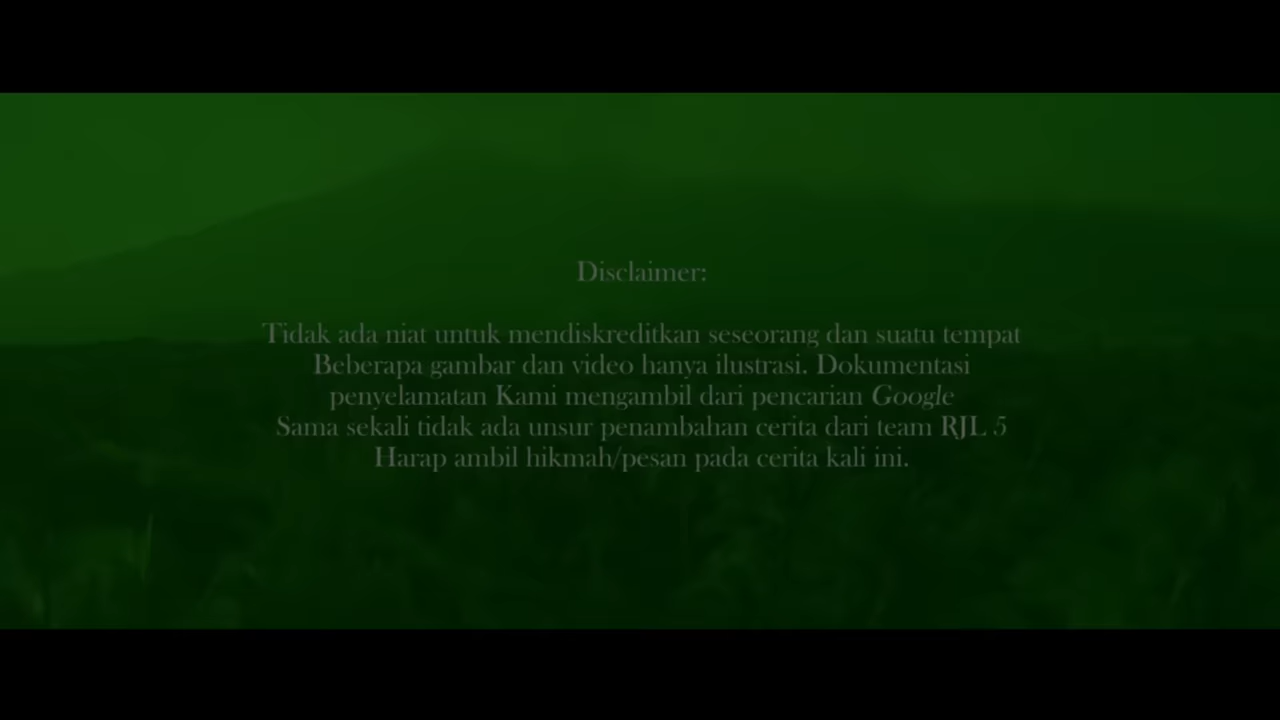 Disclaimer:
Tidak ada niat untuk mendiskreditkan seseorang dan suatu tempat
Beberapa gambar dan video hanya ilustrasi. Dokumentasi
penyelamatan Kami mengambil dari pencarian Google
Sama sekali tidak ada unsur penambahan cerita dari team RJL 5
Harap ambil hikmah/pesan pada cerita kali ini.